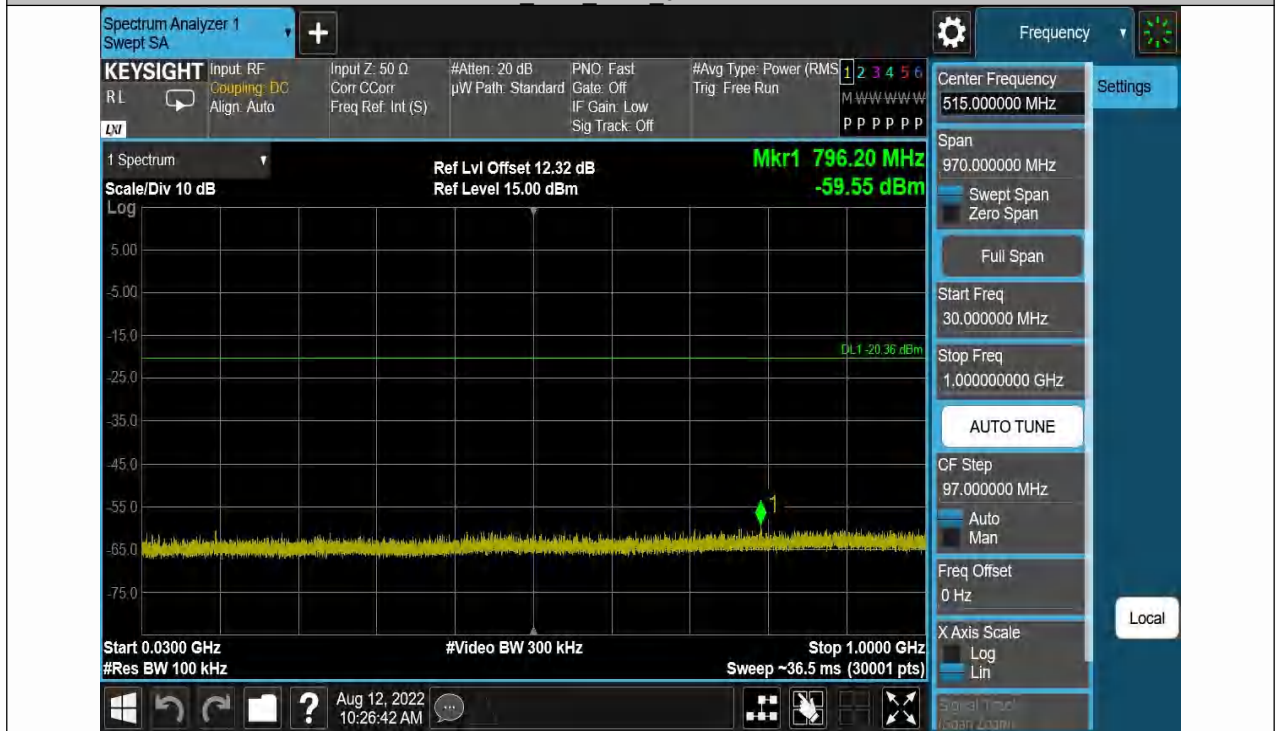 Spectrum Analyzer 1
Swept SA
+
Frequency
KEYSIGHT
RL
LXI
Input: RF
Coupling: DC
Align: Auto
Input Z: 50 Ω
Corr CCorr
Freq Ref: Int (S)
#Atten: 20 dB
µW Path: Standard
PNO: Fast
Gate: Off
IF Gain: Low
Sig Track: Off
#Avg Type: Power (RMS
Trig: Free Run
1 2 3 4 5 6
M W W W W W
P P P P P P
Center Frequency
515.000000 MHz
Settings
1 Spectrum
Scale/Div 10 dB
Log
Ref Lvl Offset 12.32 dB
Ref Level 15.00 dBm
Mkr1 796.20 MHz
-59.55 dBm
Span
970.000000 MHz
Swept Span
Zero Span
Full Span
Start Freq
30.000000 MHz
Stop Freq
1.000000000 GHz
AUTO TUNE
CF Step
97.000000 MHz
Auto
Man
Freq Offset
0 Hz
X Axis Scale
Log
Lin
Signal Track
(Span Zoom)
Local
5.00
-5.00
-15.0
DL1 -20.36 dBm
-25.0
-35.0
-45.0
-55.0
1
-65.0
-75.0
Start 0.0300 GHz
#Res BW 100 kHz
#Video BW 300 kHz
Stop 1.0000 GHz
Sweep ~36.5 ms (30001 pts)
?
Aug 12, 2022
10:26:42 AM